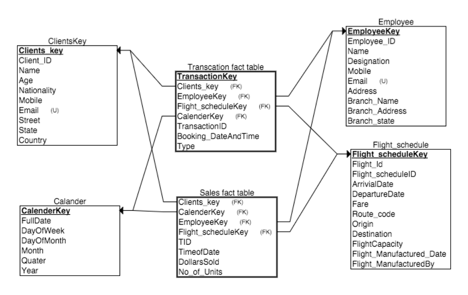 ClientsKey
Clients_key
Client_ID
Name
Age
Nationality
Mobile
Email (U)
Street
State
Country
Transcation fact table
TransactionKey
Clients_key (FK)
EmployeeKey (FK)
Flight_scheduleKey (FK)
CalenderKey (FK)
TransactionID
Booking_DateAndTime
Type
Employee
EmployeeKey
Employee_ID
Name
Designation
Mobile
Email (U)
Address
Branch_Name
Branch_Address
Branch_state
Calander
CalenderKey
FullDate
DayOfWeek
DayOfMonth
Month
Quater
Year
Sales fact table
Clients_key (FK)
CalenderKey (FK)
EmployeeKey (FK)
Flight_scheduleKey (FK)
TID
TimeofDate
DollarsSold
No_of_Units
Flight_schedule
Flight_scheduleKey
Flight_Id
Flight_scheduleID
ArrivalDate
DepartureDate
Fare
Route_code
Origin
Destination
FlightCapacity
Flight_Manufactured_Date
Flight_ManufacturedBy